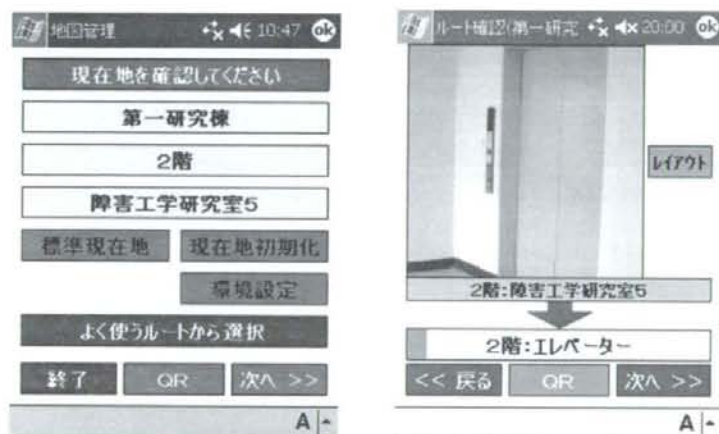 地図管理 10:47 ok
現在地を確認してください
第一研究棟
2階
障害工学研究室5
標準現在地 現在地初期化
環境設定
よく使うルートから選択
終了 QR 次へ >>
A
ルート確認(第一研究 20:00 ok
レイアウト
2階:障害工学研究室5
2階:エレベーター
<< 戻る QR 次へ >>
A